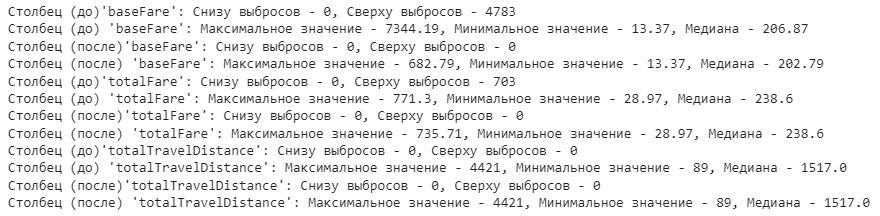 Столбец (до)'baseFare': Снизу выбросов - 0, Сверху выбросов - 4783
Столбец (до) 'baseFare': Максимальное значение - 7344.19, Минимальное значение - 13.37, Медиана - 206.87
Столбец (после)'baseFare': Снизу выбросов - 0, Сверху выбросов - 0
Столбец (после) 'baseFare': Максимальное значение - 682.79, Минимальное значение - 13.37, Медиана - 202.79
Столбец (до)'totalFare': Снизу выбросов - 0, Сверху выбросов - 703
Столбец (до) 'totalFare': Максимальное значение - 771.3, Минимальное значение - 28.97, Медиана - 238.6
Столбец (после)'totalFare': Снизу выбросов - 0, Сверху выбросов - 0
Столбец (после) 'totalFare': Максимальное значение - 735.71, Минимальное значение - 28.97, Медиана - 238.6
Столбец (до)'totalTravelDistance': Снизу выбросов - 0, Сверху выбросов - 0
Столбец (до) 'totalTravelDistance': Максимальное значение - 4421, Минимальное значение - 89, Медиана - 1517.0
Столбец (после)'totalTravelDistance': Снизу выбросов - 0, Сверху выбросов - 0
Столбец (после) 'totalTravelDistance': Максимальное значение - 4421, Минимальное значение - 89, Медиана - 1517.0